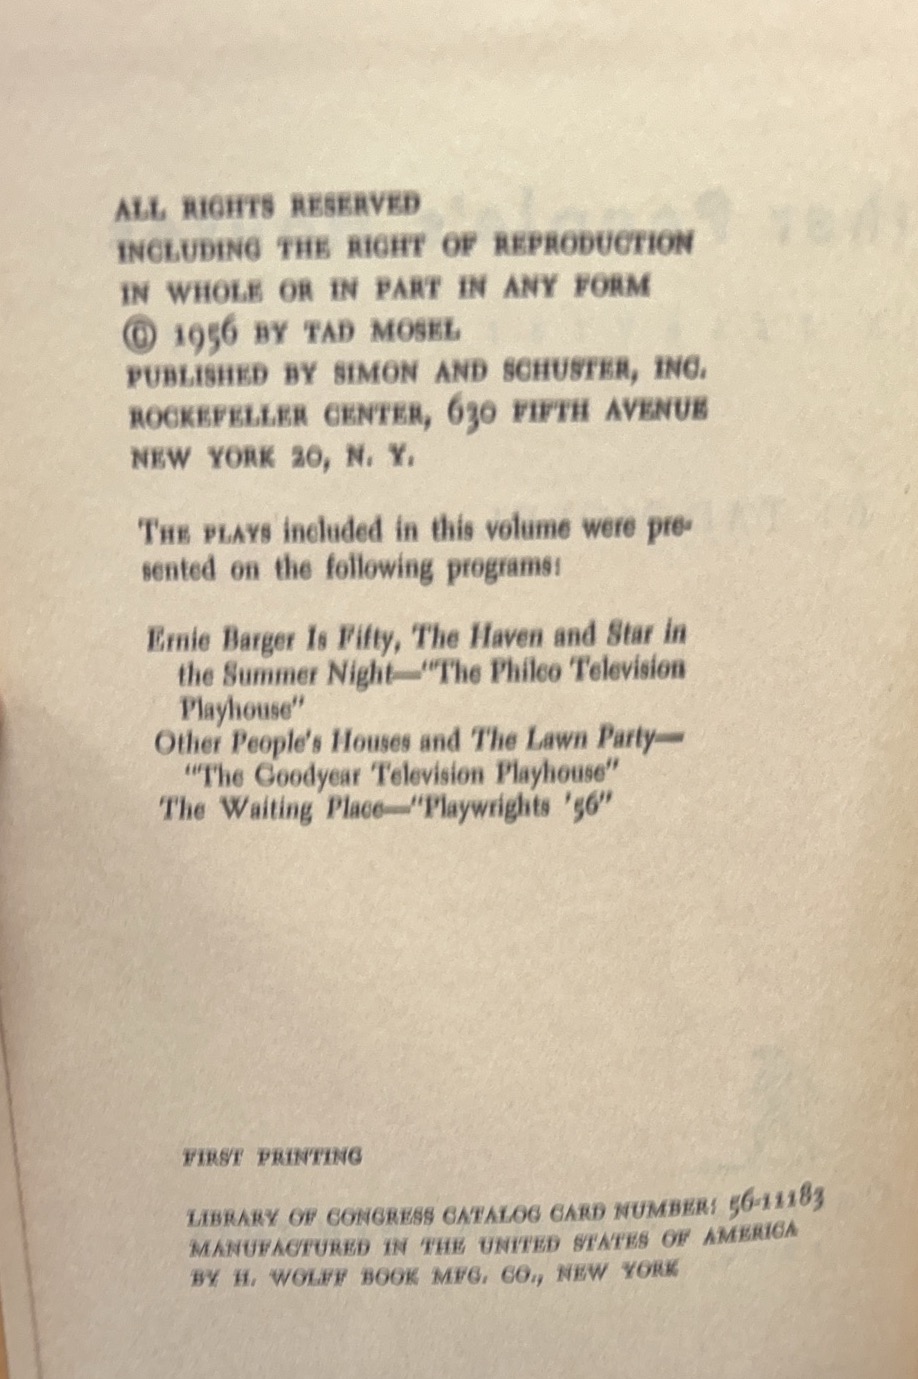 ALL RIGHTS RESERVED
INCLUDING THE RIGHT OF REPRODUCTION
IN WHOLE OR IN PART IN ANY FORM
© 1956 BY TAD MOSEL
PUBLISHED BY SIMON AND SCHUSTER, INC.
ROCKEFELLER CENTER, 630 FIFTH AVENUE
NEW YORK 20, N. Y.
THE PLAYS included in this volume were pre-
sented on the following programs:
Ernie Barger Is Fifty, The Haven and Star in
the Summer Night—"The Philco Television
Playhouse"
Other People's Houses and The Lawn Party—
"The Goodyear Television Playhouse"
The Waiting Place—"Playwrights '56"
FIRST PRINTING
LIBRARY OF CONGRESS CATALOG CARD NUMBER: 56-11183
MANUFACTURED IN THE UNITED STATES OF AMERICA
BY H. WOLFF BOOK MFG. CO., NEW YORK